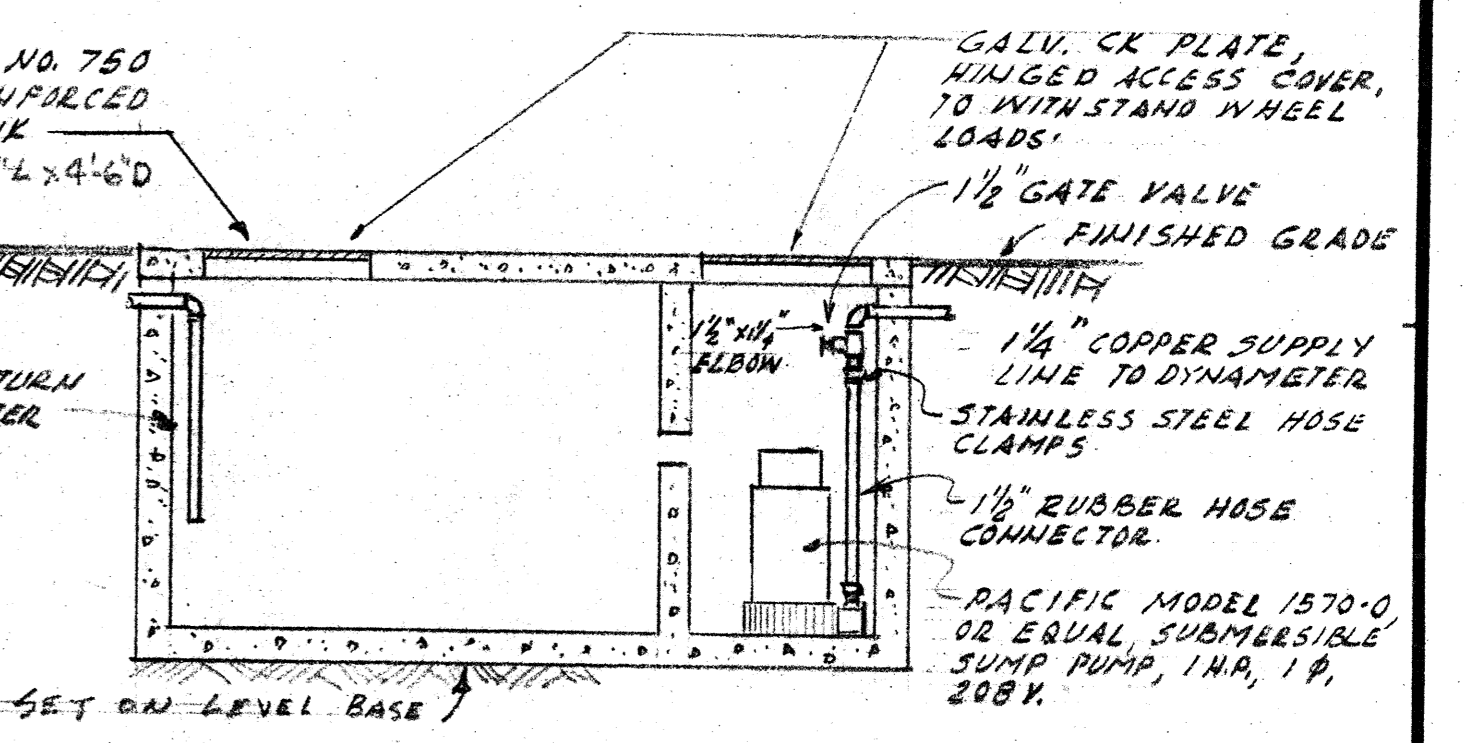 NO. 750
NFORCED
NK
"L x 4'-6"D
TURN
TER
GALV. CK PLATE,
HINGED ACCESS COVER,
TO WITHSTAND WHEEL
LOADS.
1½" GATE VALVE
FINISHED GRADE
1½"x1¼"
ELBOW
1¼" COPPER SUPPLY
LINE TO DYNAMETER
STAINLESS STEEL HOSE
CLAMPS
1½" RUBBER HOSE
CONNECTOR.
PACIFIC MODEL 1570-0,
OR EQUAL, SUBMERSIBLE
SUMP PUMP, 1 H.P., 1 Φ,
208 V.
SET ON LEVEL BASE